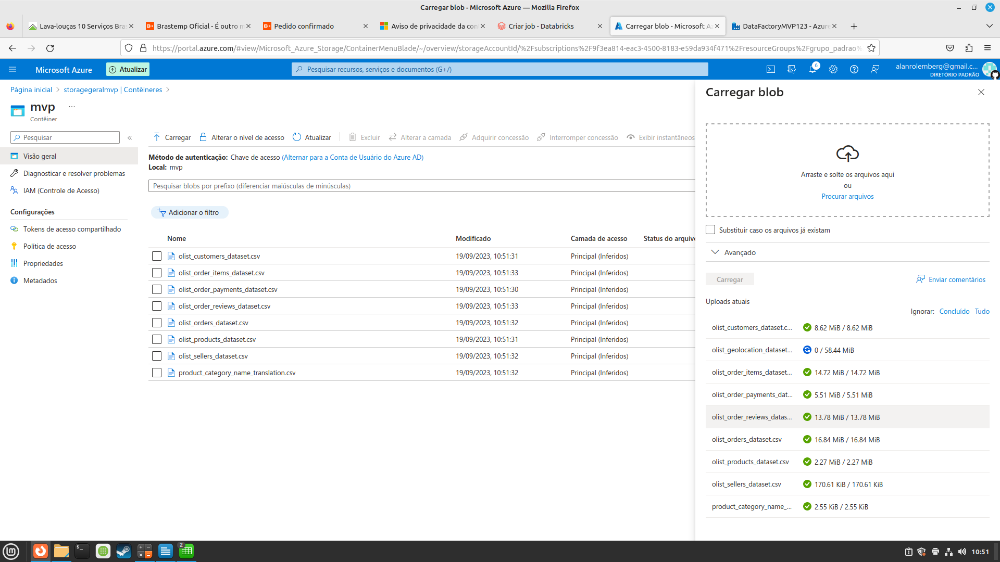 Carregar blob - Microsoft Azure — Mozilla Firefox
Lava-louças 10 Serviços Bra
Brastemp Oficial - É outro m
Pedido confirmado
Aviso de privacidade da con
Criar job - Databricks
Carregar blob - Microsoft Az
DataFactoryMVP123 - Azure
https://portal.azure.com/#view/Microsoft_Azure_Storage/ContainerMenuBlade/~/overview/storageAccountId/%2Fsubscriptions%2F9f3ea814-eac3-4500-8183-e59da934f471%2FresourceGroups%2Fgrupo_padrao%
Microsoft Azure
Atualizar
Pesquisar recursos, serviços e documentos (G+/)
6
alanrolemberg@gmail.c...
DIRETÓRIO PADRÃO
Página inicial
storagegeralmvp | Contêineres
mvp
...
Contêiner
Pesquisar
«
Visão geral
Diagnosticar e resolver problemas
IAM (Controle de Acesso)
Configurações
Tokens de acesso compartilhado
Política de acesso
Propriedades
Metadados
Carregar
Alterar o nível de acesso
Atualizar
Excluir
Alterar a camada
Adquirir concessão
Interromper concessão
Exibir instantâneos
Método de autenticação: Chave de acesso (Alternar para a Conta de Usuário do Azure AD)
Local: mvp
Pesquisar blobs por prefixo (diferenciar maiúsculas de minúsculas)
Adicionar o filtro
Nome Modificado Camada de acesso Status do arquivo
olist_customers_dataset.csv 19/09/2023, 10:51:31 Principal (Inferidos)
olist_order_items_dataset.csv 19/09/2023, 10:51:33 Principal (Inferidos)
olist_order_payments_dataset.csv 19/09/2023, 10:51:30 Principal (Inferidos)
olist_order_reviews_dataset.csv 19/09/2023, 10:51:33 Principal (Inferidos)
olist_orders_dataset.csv 19/09/2023, 10:51:32 Principal (Inferidos)
olist_products_dataset.csv 19/09/2023, 10:51:31 Principal (Inferidos)
olist_sellers_dataset.csv 19/09/2023, 10:51:32 Principal (Inferidos)
product_category_name_translation.csv 19/09/2023, 10:51:32 Principal (Inferidos)
Carregar blob
Arraste e solte os arquivos aqui
ou
Procurar arquivos
Substituir caso os arquivos já existam
Avançado
Carregar
Enviar comentários
Uploads atuais
Ignorar: Concluído Tudo
olist_customers_dataset.c... 8.62 MiB / 8.62 MiB
olist_geolocation_dataset... 0 / 58.44 MiB
olist_order_items_dataset... 14.72 MiB / 14.72 MiB
olist_order_payments_dat... 5.51 MiB / 5.51 MiB
olist_order_reviews_datas... 13.78 MiB / 13.78 MiB
olist_orders_dataset.csv 16.84 MiB / 16.84 MiB
olist_products_dataset.csv 2.27 MiB / 2.27 MiB
olist_sellers_dataset.csv 170.61 KiB / 170.61 KiB
product_category_name_... 2.55 KiB / 2.55 KiB
2
10:51